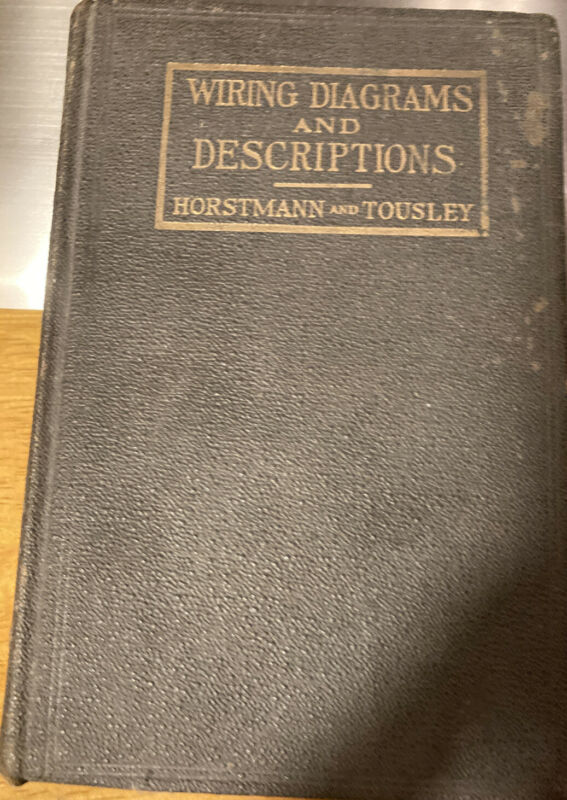 WIRING DIAGRAMS
AND
DESCRIPTIONS
HORSTMANN AND TOUSLEY